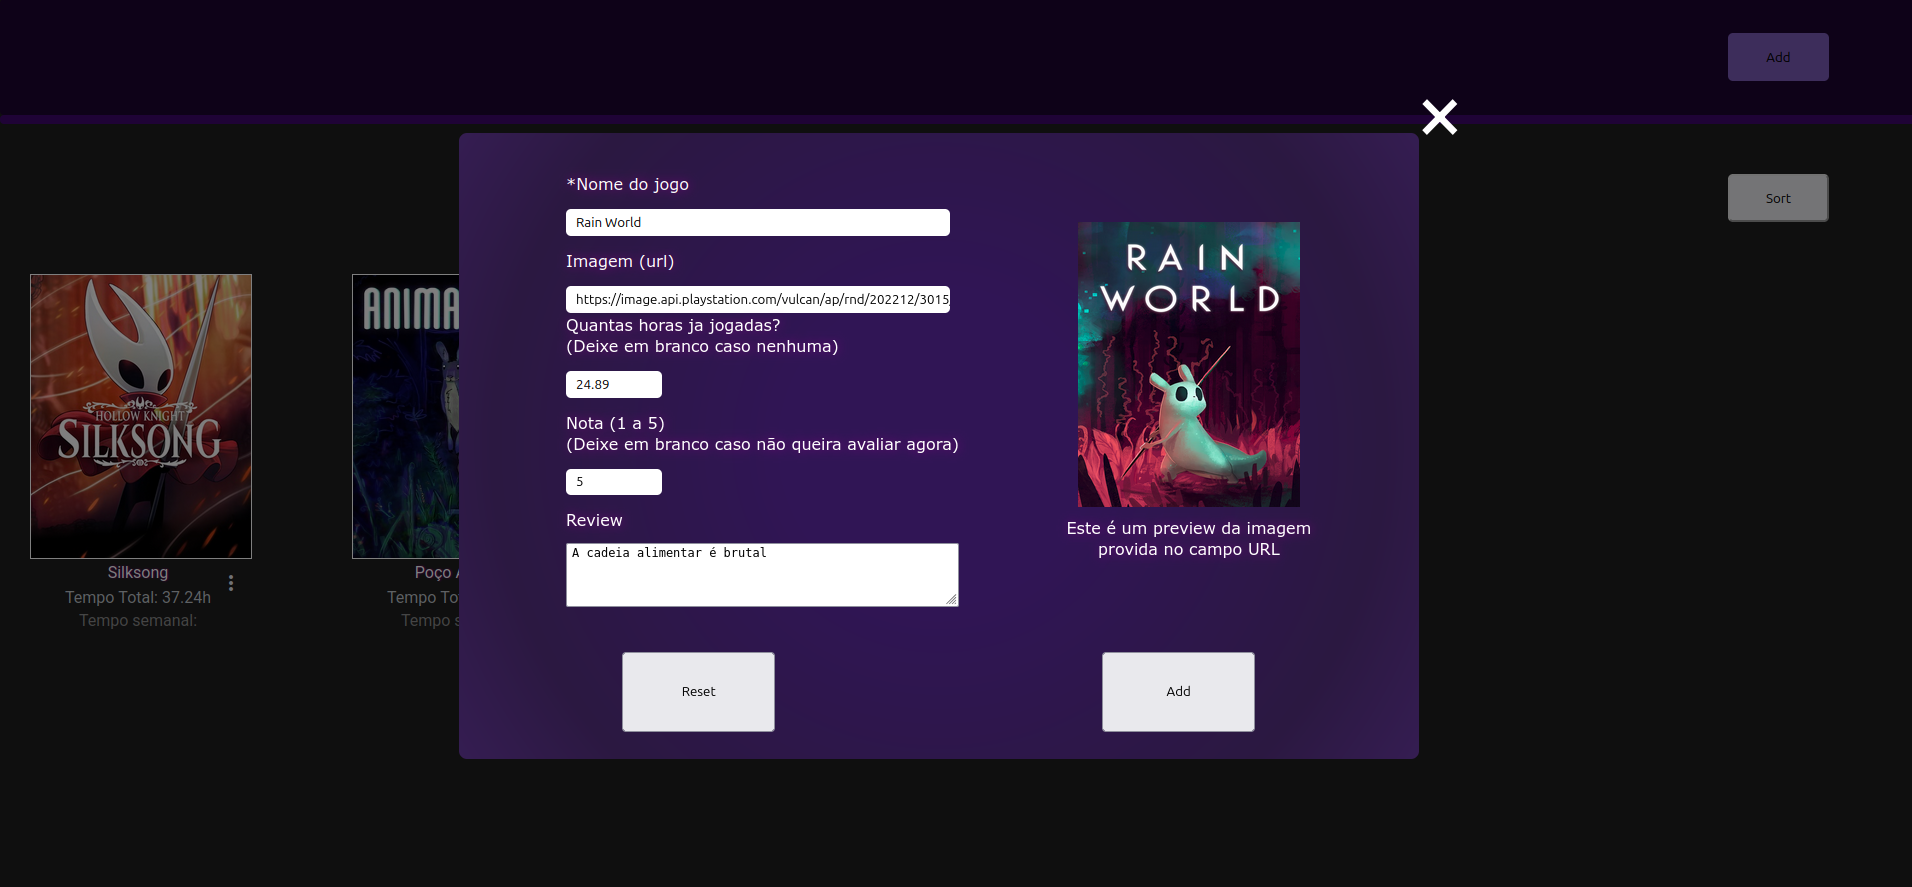 Add
*Nome do jogo
Rain World
Imagem (url)
https://image.api.playstation.com/vulcan/ap/rnd/202212/3015
Quantas horas ja jogadas?
(Deixe em branco caso nenhuma)
24.89
Nota (1 a 5)
(Deixe em branco caso não queira avaliar agora)
5
Review
A cadeia alimentar é brutal
Reset
RAIN
WORLD
Este é um preview da imagem
provida no campo URL
Add
Sort
HOLLOW KNIGHT
SILKSONG
Silksong
Tempo Total: 37.24h
Tempo semanal:
ANIMA
Poço
Tempo To
Tempo s